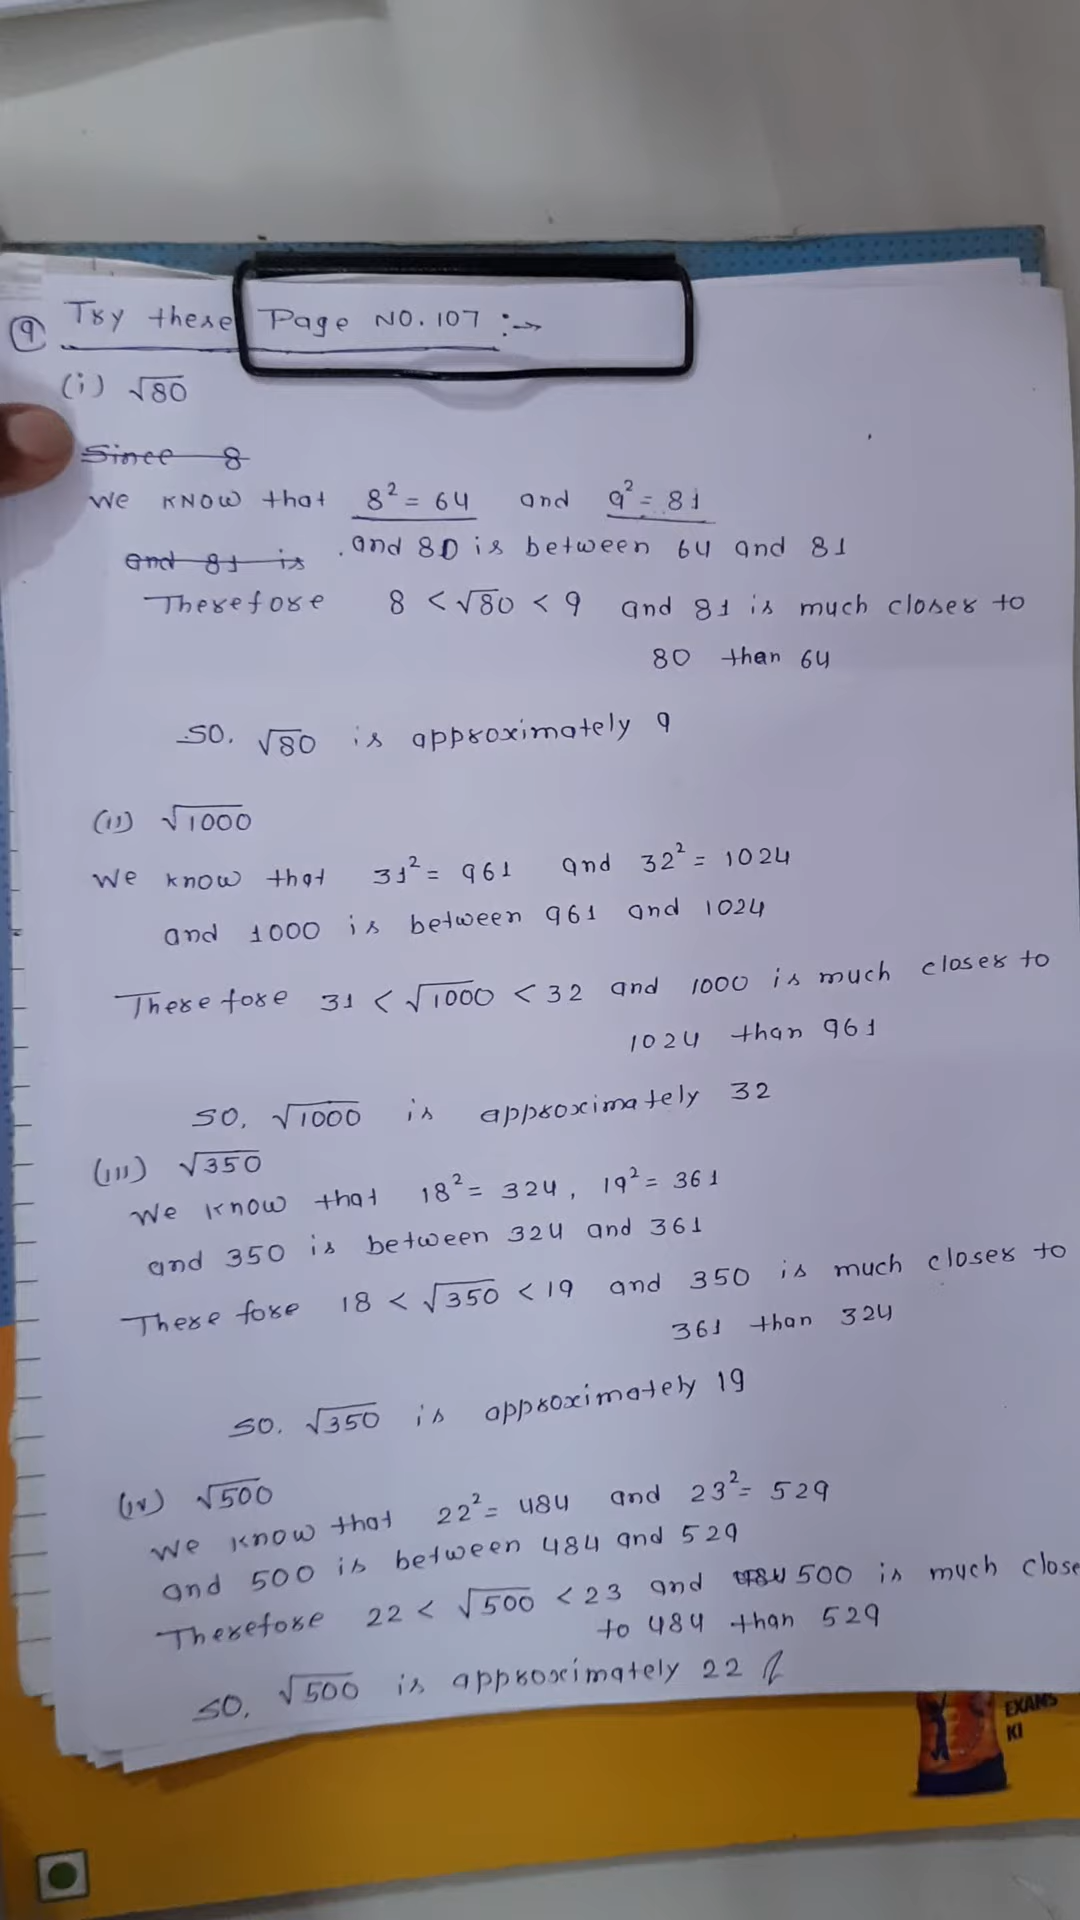 9 Try these Page NO. 107 :→
(i) √80
Since 8
We KNOW that 8² = 64 and 9² = 81
and 81 is . and 80 is between 64 and 81
Therefore 8 < √80 < 9 and 81 is much closer to
80 than 64
SO, √80 is approximately 9
(ii) √1000
We know that 31² = 961 and 32² = 1024
and 1000 is between 961 and 1024
Therefore 31 < √1000 < 32 and 1000 is much closer to
1024 than 961
SO, √1000 is approximately 32
(iii) √350
We know that 18² = 324, 19² = 361
and 350 is between 324 and 361
Therefore 18 < √350 < 19 and 350 is much closer to
361 than 324
SO, √350 is approximately 19
(iv) √500
We know that 22² = 484 and 23² = 529
and 500 is between 484 and 529
Therefore 22 < √500 < 23 and 500 is much close
to 484 than 529
SO, √500 is approximately 22
EXAMS
KI